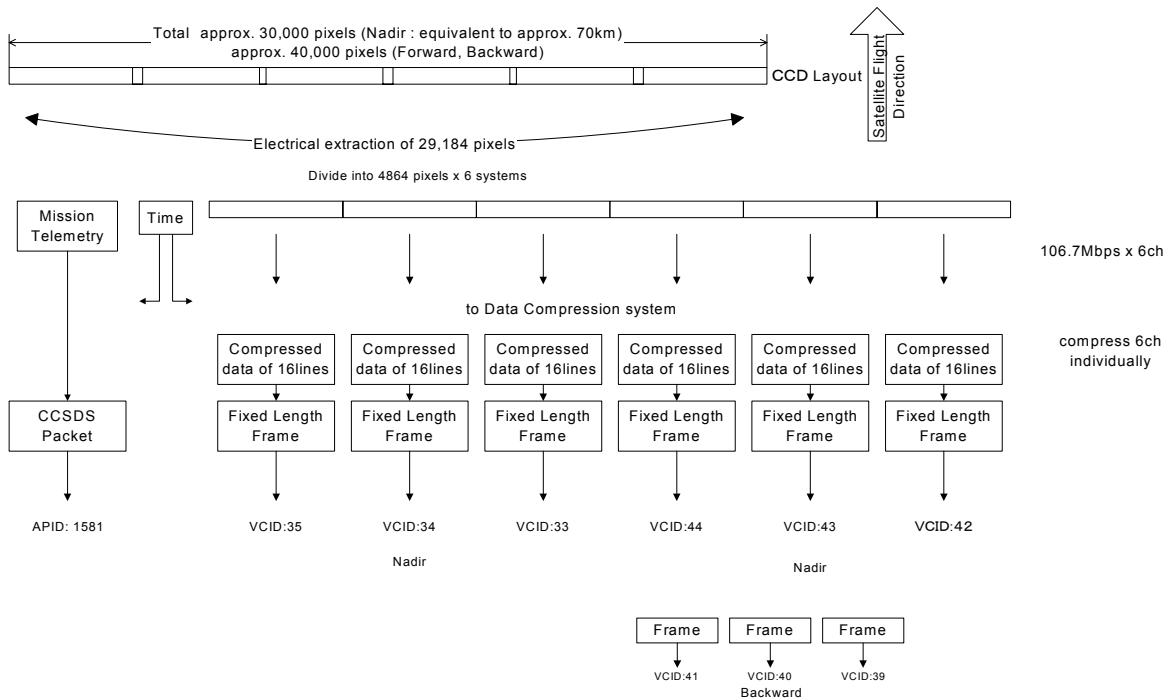 Total approx. 30,000 pixels (Nadir : equivalent to approx. 70km)
approx. 40,000 pixels (Forward, Backward)
CCD Layout
Satellite Flight
Direction
Electrical extraction of 29,184 pixels
Divide into 4864 pixels x 6 systems
Mission
Telemetry
Time
106.7Mbps x 6ch
to Data Compression system
Compressed
data of 16lines
Compressed
data of 16lines
Compressed
data of 16lines
Compressed
data of 16lines
Compressed
data of 16lines
Compressed
data of 16lines
compress 6ch
individually
CCSDS
Packet
Fixed Length
Frame
Fixed Length
Frame
Fixed Length
Frame
Fixed Length
Frame
Fixed Length
Frame
Fixed Length
Frame
APID: 1581
VCID:35
VCID:34
VCID:33
VCID:44
VCID:43
VCID:42
Nadir
Nadir
Frame
Frame
Frame
VCID:41
VCID:40
VCID:39
Backward